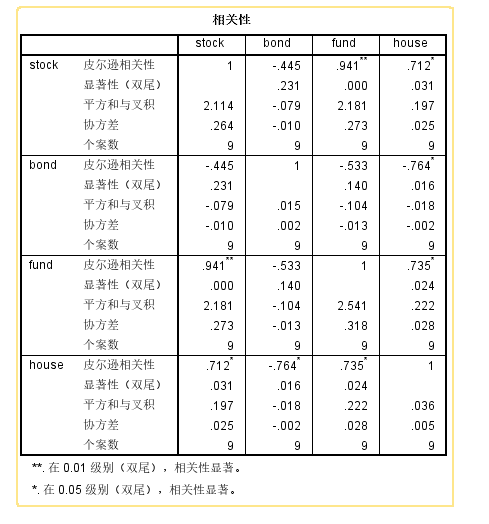 相关性
stock bond fund house
stock 皮尔逊相关性 1 -.445 .941** .712*
显著性（双尾） .231 .000 .031
平方和与叉积 2.114 -.079 2.181 .197
协方差 .264 -.010 .273 .025
个案数 9 9 9 9
bond 皮尔逊相关性 -.445 1 -.533 -.764*
显著性（双尾） .231 .140 .016
平方和与叉积 -.079 .015 -.104 -.018
协方差 -.010 .002 -.013 -.002
个案数 9 9 9 9
fund 皮尔逊相关性 .941** -.533 1 .735*
显著性（双尾） .000 .140 .024
平方和与叉积 2.181 -.104 2.541 .222
协方差 .273 -.013 .318 .028
个案数 9 9 9 9
house 皮尔逊相关性 .712* -.764* .735* 1
显著性（双尾） .031 .016 .024
平方和与叉积 .197 -.018 .222 .036
协方差 .025 -.002 .028 .005
个案数 9 9 9 9
**. 在 0.01 级别（双尾），相关性显著。
*. 在 0.05 级别（双尾），相关性显著。